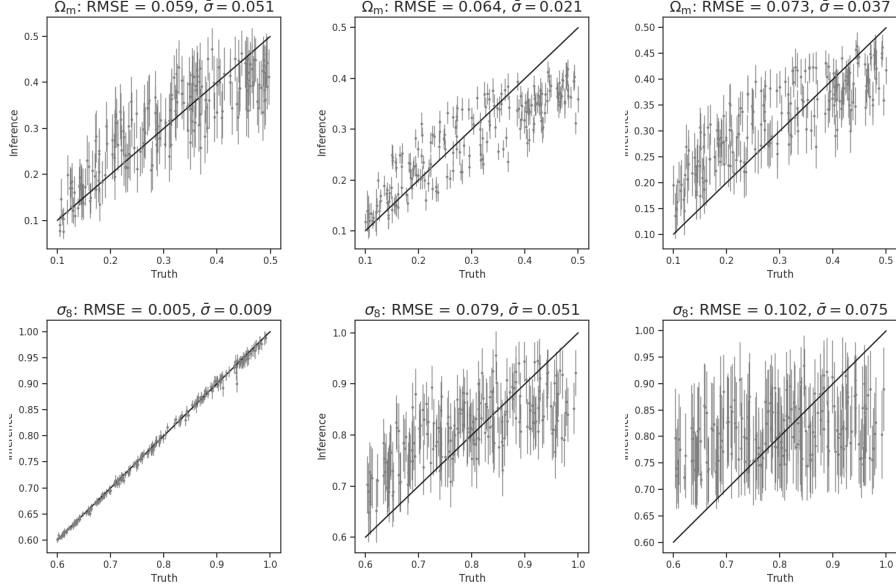 Ωm: RMSE = 0.059, σ̄ = 0.051
Ωm: RMSE = 0.064, σ̄ = 0.021
Ωm: RMSE = 0.073, σ̄ = 0.037
0.5
0.4
0.3
0.2
0.1
Inference
0.1 0.2 0.3 0.4 0.5
Truth
0.5
0.4
0.3
0.2
0.1
Inference
0.1 0.2 0.3 0.4 0.5
Truth
0.50
0.45
0.40
0.35
0.30
0.25
0.20
0.15
0.10
Inference
0.1 0.2 0.3 0.4 0.5
Truth
σ8: RMSE = 0.005, σ̄ = 0.009
σ8: RMSE = 0.079, σ̄ = 0.051
σ8: RMSE = 0.102, σ̄ = 0.075
1.00
0.95
0.90
0.85
0.80
0.75
0.70
0.65
0.60
Inference
0.6 0.7 0.8 0.9 1.0
Truth
1.0
0.9
0.8
0.7
0.6
Inference
0.6 0.7 0.8 0.9 1.0
Truth
1.00
0.95
0.90
0.85
0.80
0.75
0.70
0.65
0.60
Inference
0.6 0.7 0.8 0.9 1.0
Truth